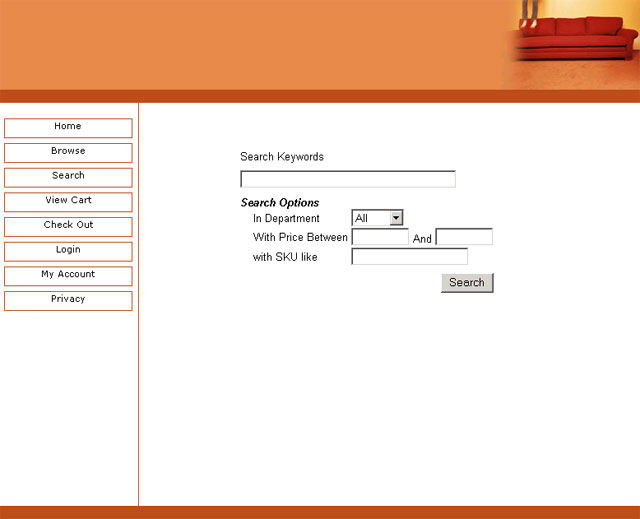 Home
Browse
Search
View Cart
Check Out
Login
My Account
Privacy
Search Keywords
Search Options
In Department All
With Price Between And
with SKU like
Search